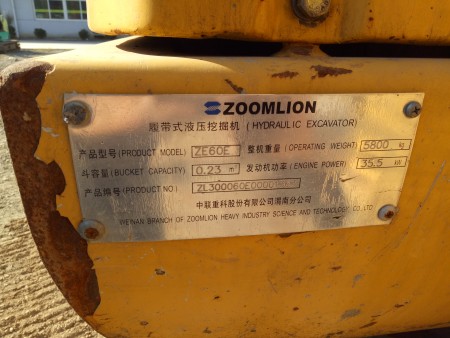 ZOOMLION
履带式液压挖掘机 ( HYDRAULIC EXCAVATOR )
产品型号(PRODUCT MODEL) ZE60E 整机重量(OPERATING WEIGHT) 5800 kg
斗容量(BUCKET CAPACITY) 0.23 m³ 发动机功率(ENGINE POWER) 35.5 kW
产品编号(PRODUCT NO)
中联重科股份有限公司渭南分公司
WEINAN BRANCH OF ZOOMLION HEAVY INDUSTRY SCIENCE AND TECHNOLOGY CO.,LTD.